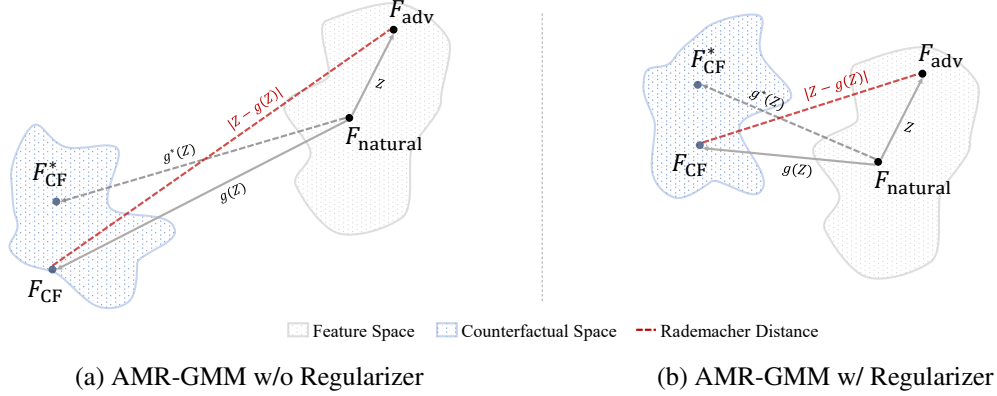 F_adv
Z
|Z − g(Z)|
F_natural
g*(Z)
F*_CF
g(Z)
F_CF
F_adv
F*_CF
|Z − g(Z)|
g*(Z)
Z
F_CF
g(Z)
F_natural
Feature Space Counterfactual Space Rademacher Distance
(a) AMR-GMM w/o Regularizer
(b) AMR-GMM w/ Regularizer